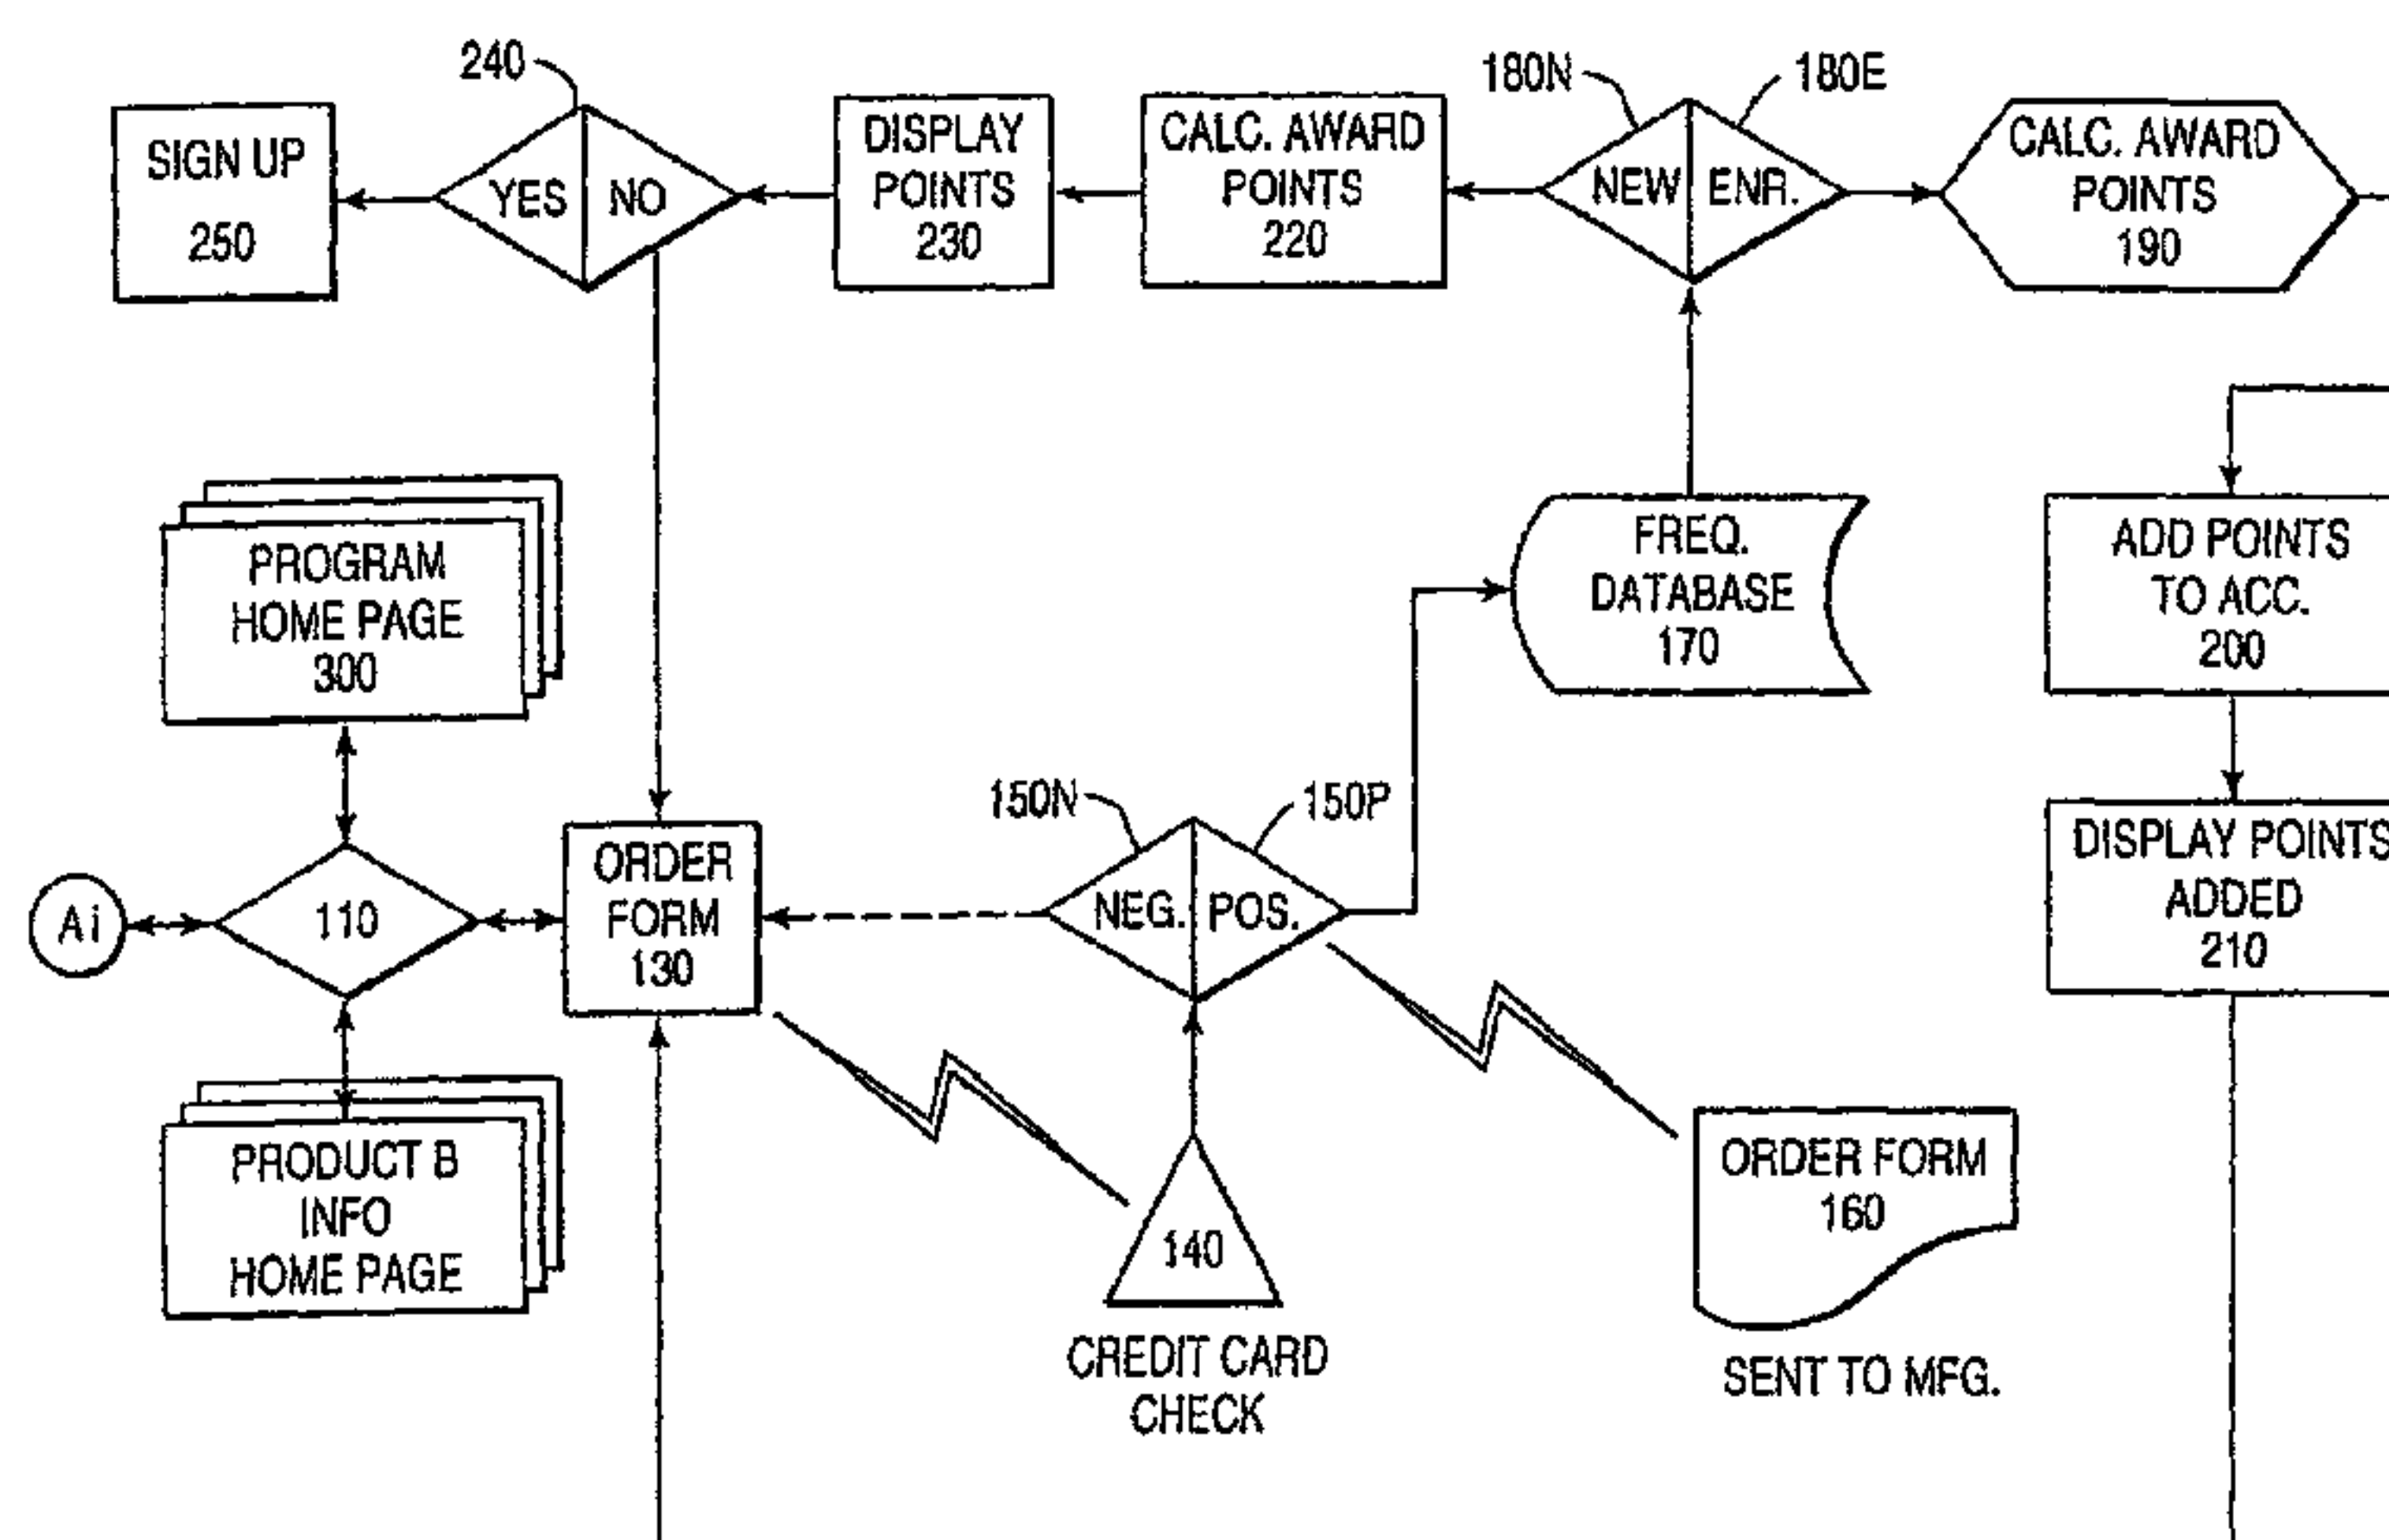 240
180N
180E
SIGN UP
250
YES
NO
DISPLAY
POINTS
230
CALC. AWARD
POINTS
220
NEW
ENR.
CALC. AWARD
POINTS
190
PROGRAM
HOME PAGE
300
FREQ.
DATABASE
170
ADD POINTS
TO ACC.
200
150N
150P
Ai
110
ORDER
FORM
130
NEG.
POS.
DISPLAY POINTS
ADDED
210
PRODUCT B
INFO
HOME PAGE
140
CREDIT CARD
CHECK
ORDER FORM
160
SENT TO MFG.